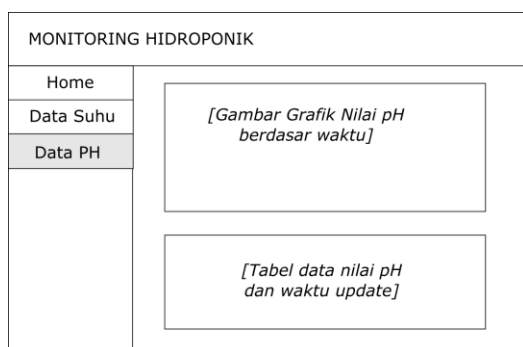 MONITORING HIDROPONIK
Home
Data Suhu
Data PH
[Gambar Grafik Nilai pH
berdasar waktu]
[Tabel data nilai pH
dan waktu update]